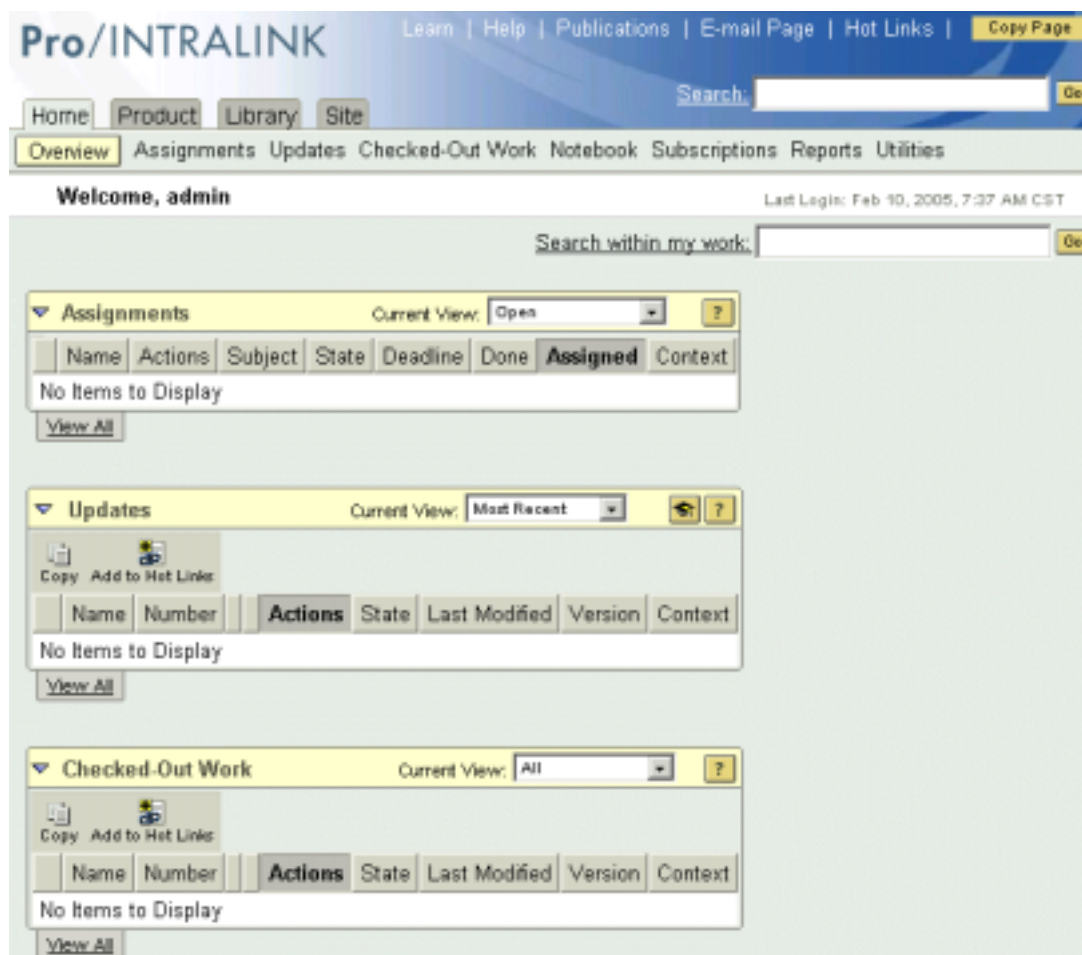 Pro/INTRALINK
Learn | Help | Publications | E-mail Page | Hot Links | Copy Page
Search: Go
Home Product Library Site
Overview Assignments Updates Checked-Out Work Notebook Subscriptions Reports Utilities
Welcome, admin Last Login: Feb 10, 2005, 7:37 AM CST
Search within my work: Go
Assignments Current View: Open ?
Name Actions Subject State Deadline Done Assigned Context
No Items to Display
View All
Updates Current View: Most Recent ?
Copy Add to Hot Links
Name Number Actions State Last Modified Version Context
No Items to Display
View All
Checked-Out Work Current View: All ?
Copy Add to Hot Links
Name Number Actions State Last Modified Version Context
No Items to Display
View All